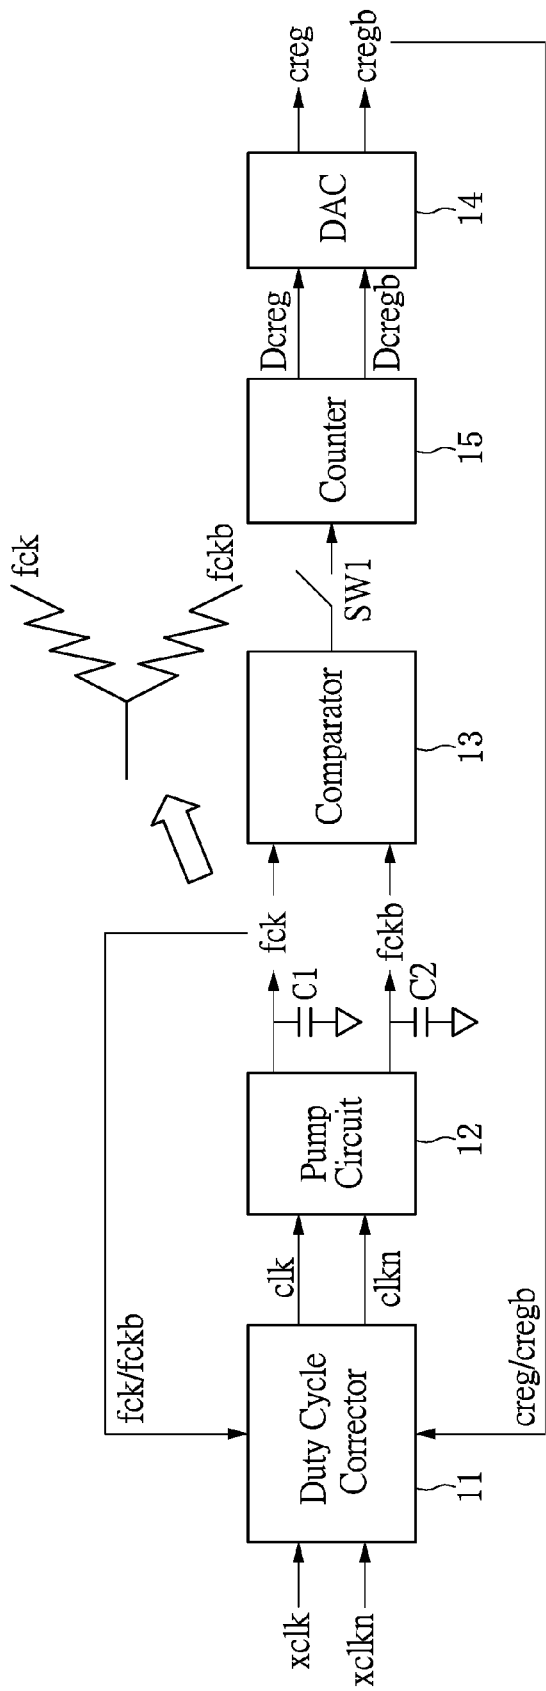 fck
fckb
fck/fckb
xclk
xclkn
Duty Cycle
Corrector
11
clk
clkn
Pump
Circuit
12
C1
C2
fck
fckb
Comparator
13
SW1
Counter
15
Dcreg
Dcregb
DAC
14
creg
cregb
creg/cregb